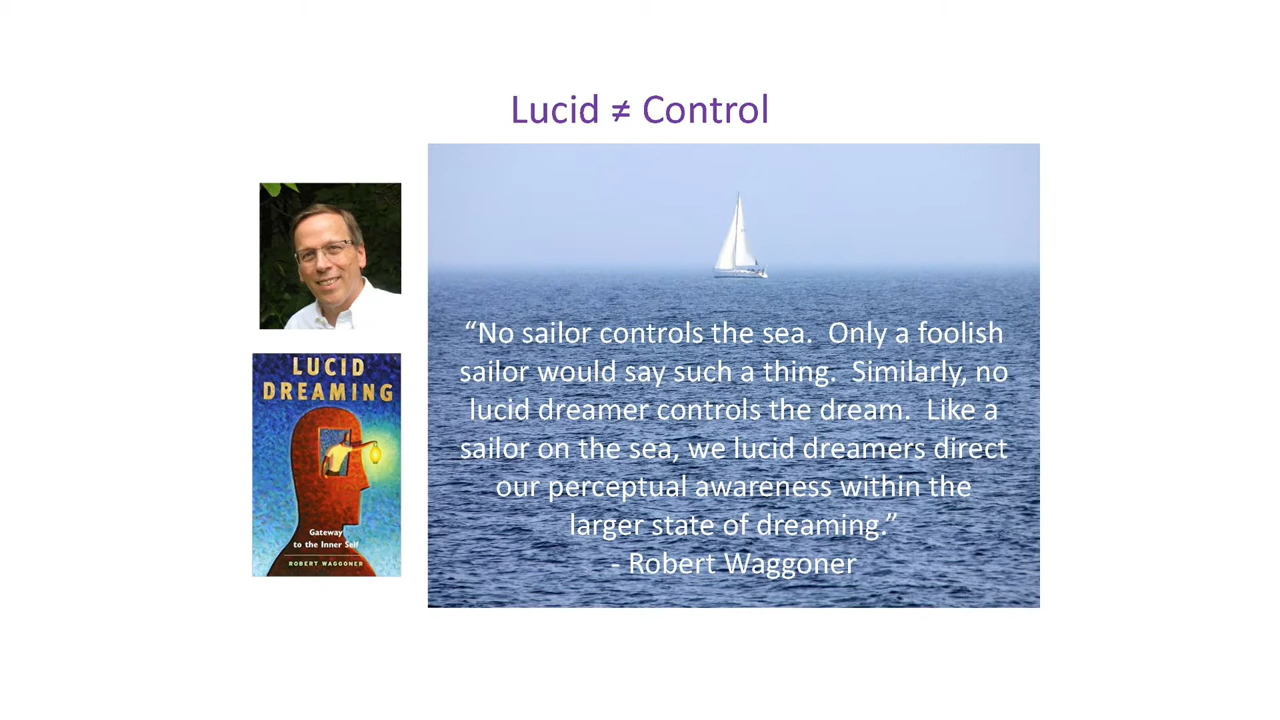 Lucid ≠ Control
LUCID
DREAMING
Gateway
to the Inner Self
ROBERT WAGGONER
“No sailor controls the sea.  Only a foolish
sailor would say such a thing.  Similarly, no
lucid dreamer controls the dream.  Like a
sailor on the sea, we lucid dreamers direct
our perceptual awareness within the
larger state of dreaming.”
- Robert Waggoner